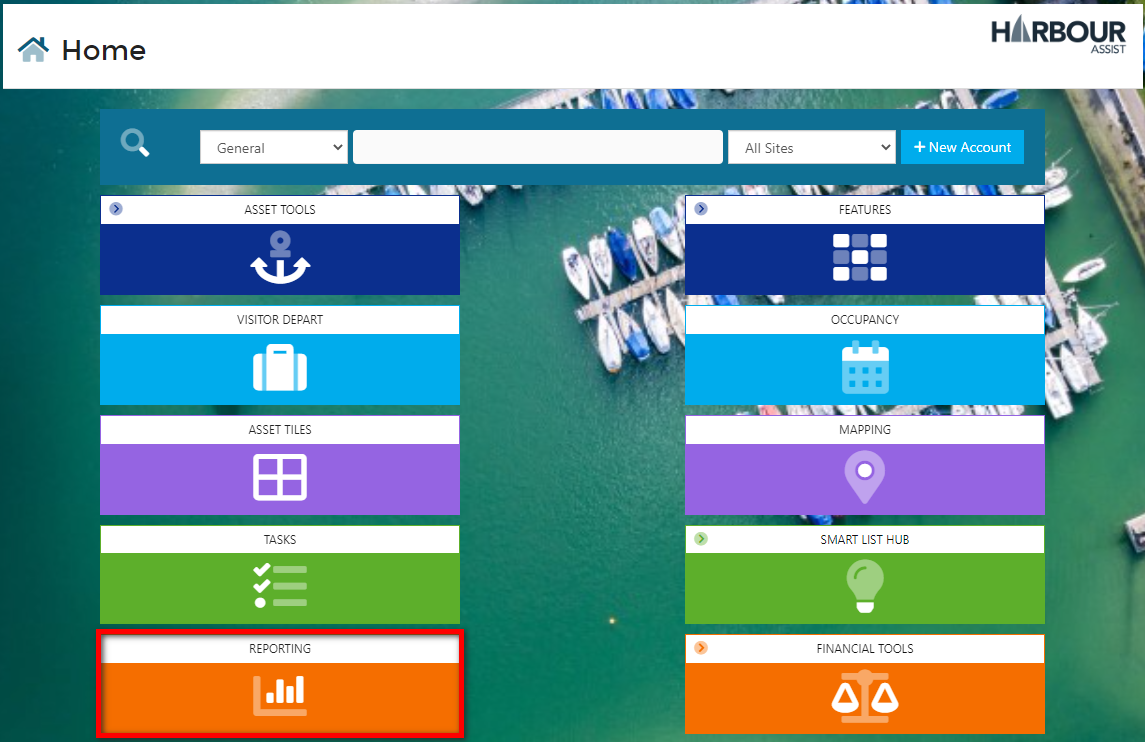 Home
HARBOUR
ASSIST
General
All Sites
+ New Account
ASSET TOOLS
FEATURES
VISITOR DEPART
OCCUPANCY
ASSET TILES
MAPPING
TASKS
SMART LIST HUB
REPORTING
FINANCIAL TOOLS